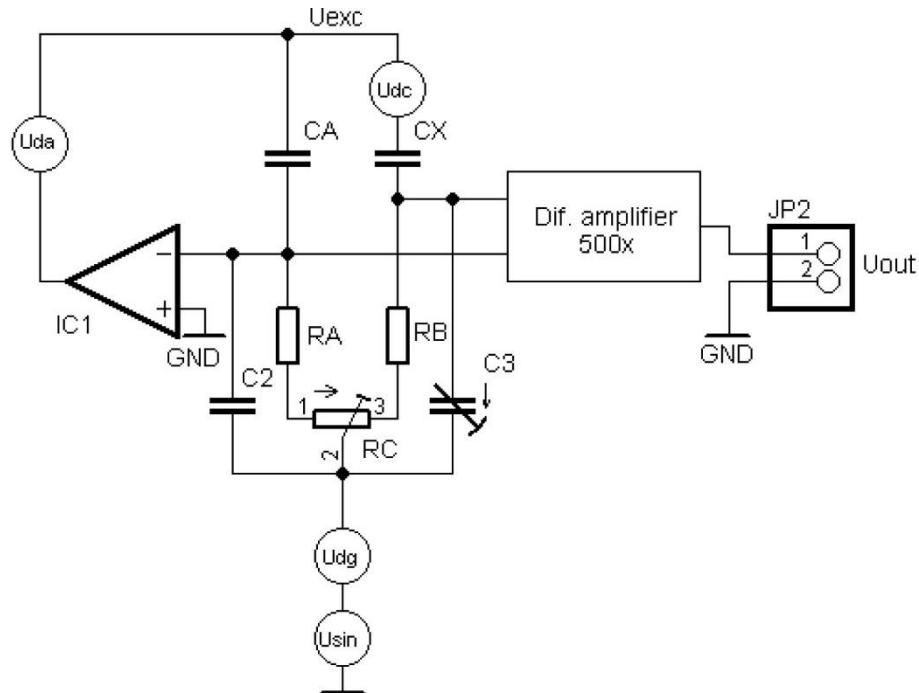 Uexc
Udc
Uda
CA
CX
Dif. amplifier
500x
JP2
1
2
Uout
−
+
IC1
GND
RA
RB
C3
GND
C2
1
3
2
RC
Udg
Usin